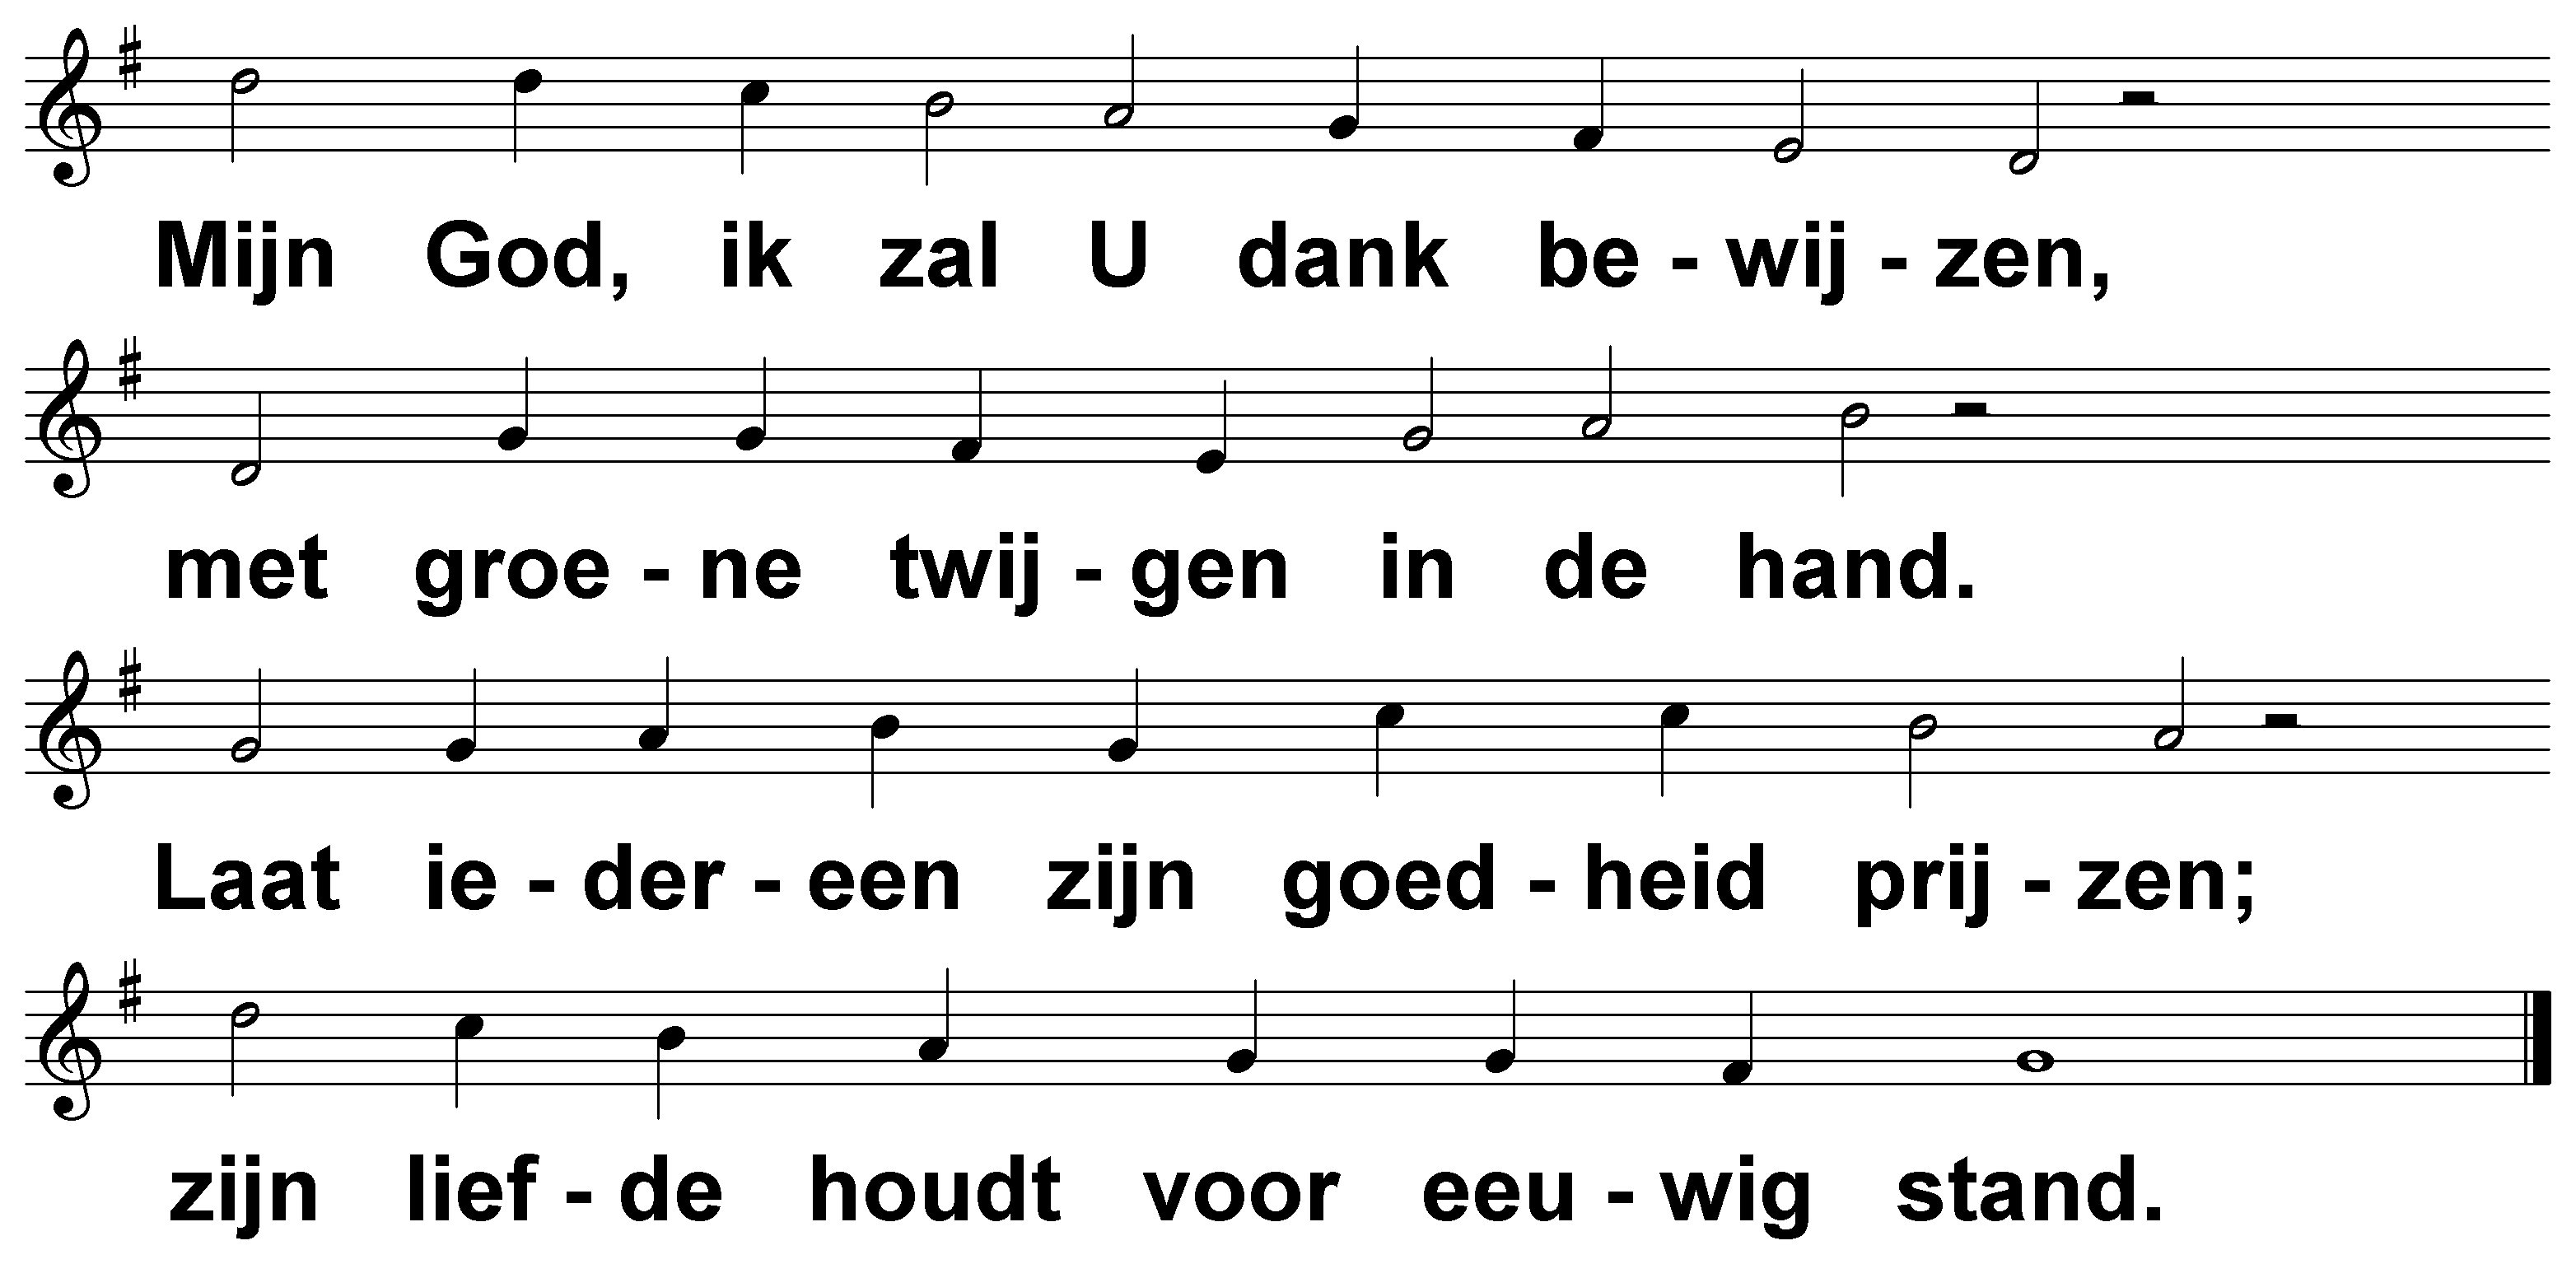 Mijn God, ik zal U dank be - wij - zen,
met groe - ne twij - gen in de hand.
Laat ie - der - een zijn goed - heid prij - zen;
zijn lief - de houdt voor eeu - wig stand.